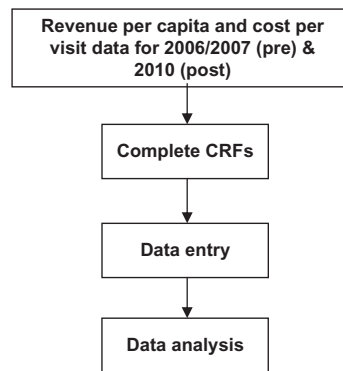 Revenue per capita and cost per
visit data for 2006/2007 (pre) &
2010 (post)
Complete CRFs
Data entry
Data analysis